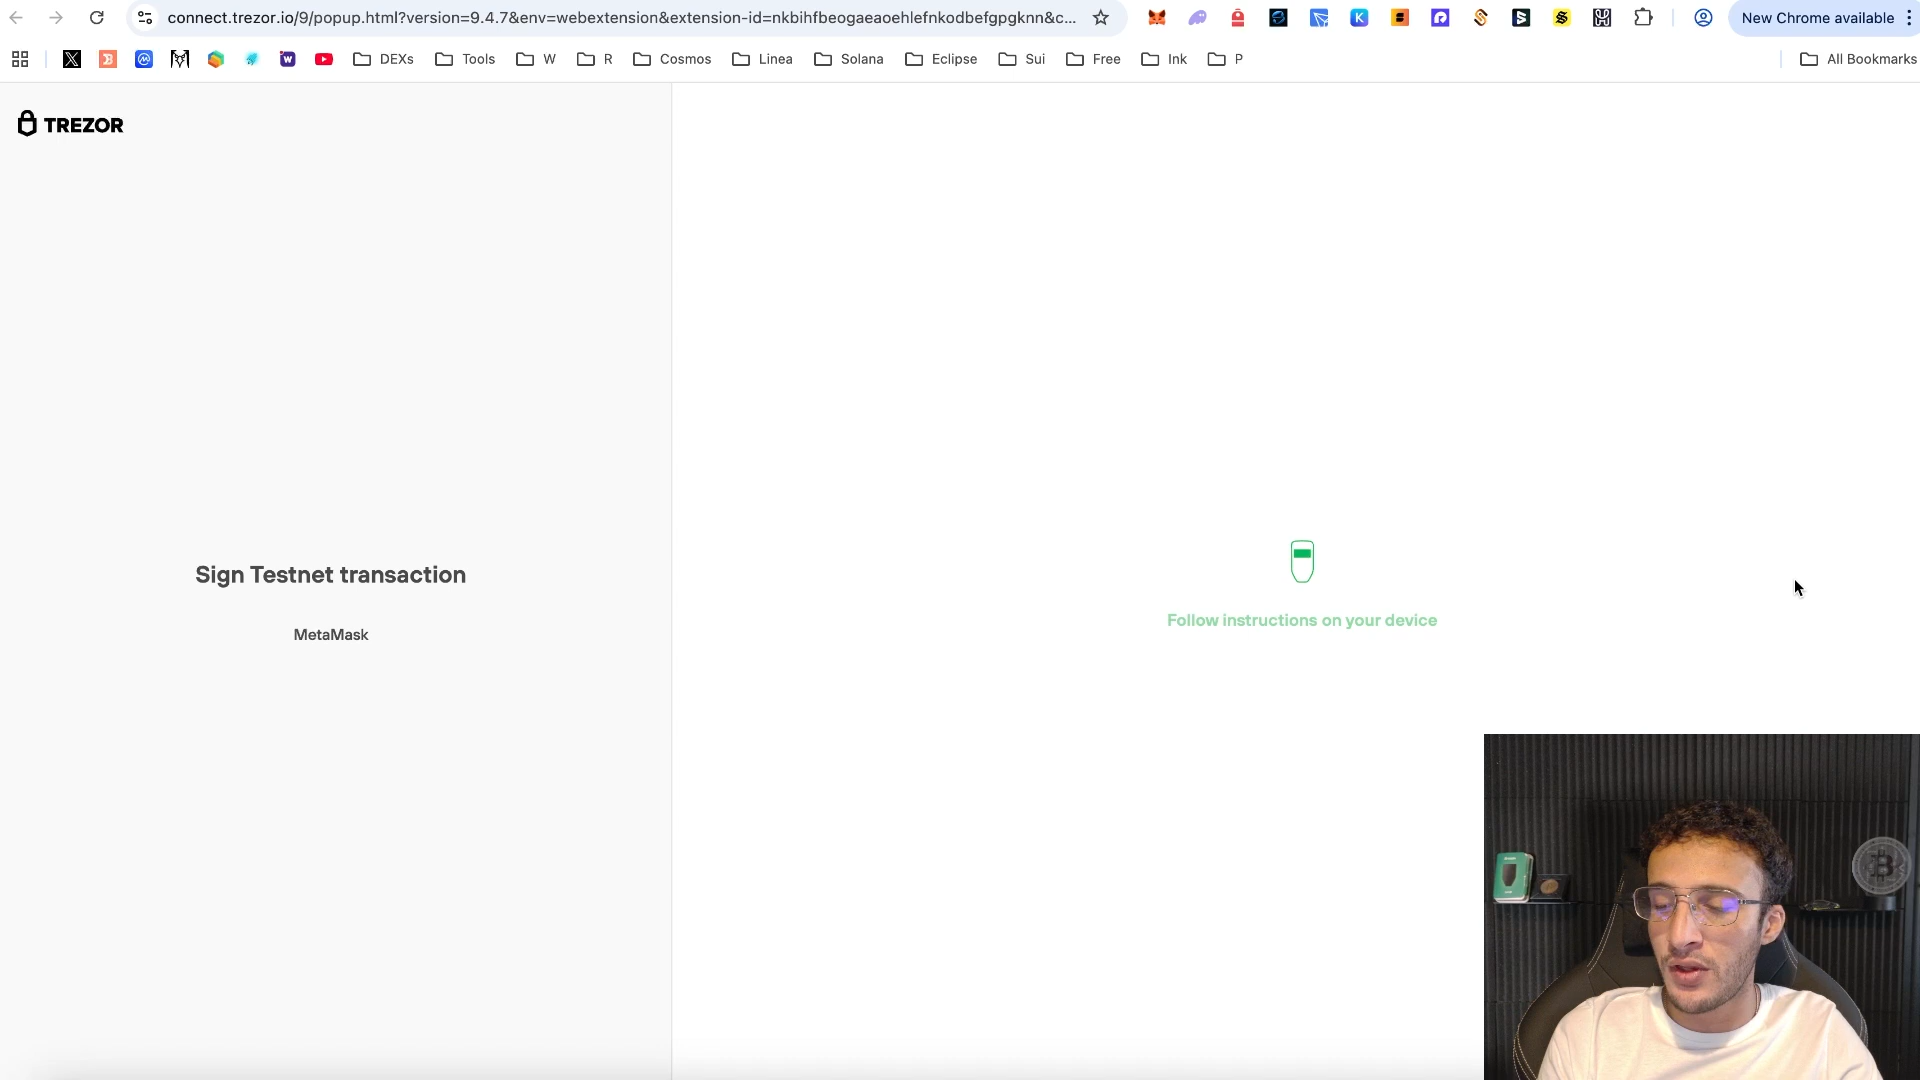 connect.trezor.io/9/popup.html?version=9.4.7&env=webextension&extension-id=nkbihfbeogaeaoehlefnkodbefgpgknn&c...
New Chrome available
DEXs
Tools
W
R
Cosmos
Linea
Solana
Eclipse
Sui
Free
Ink
P
All Bookmarks
TREZOR
Sign Testnet transaction
MetaMask
Follow instructions on your device